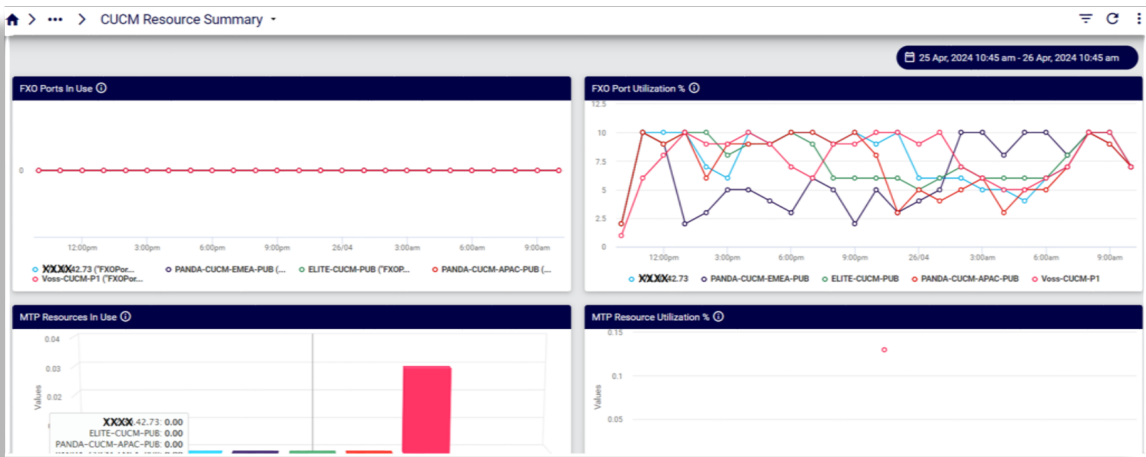 > ••• > CUCM Resource Summary
25 Apr, 2024 10:45 am - 26 Apr, 2024 10:45 am
FXO Ports In Use
0
12:00pm 3:00pm 6:00pm 9:00pm 26/04 3:00am 6:00am 9:00am
42.73 ("FXOPor... PANDA-CUCM-EMEA-PUB (... ELITE-CUCM-PUB ("FXOP... PANDA-CUCM-APAC-PUB (...
Voss-CUCM-P1 ("FXOPor...
FXO Port Utilization %
12.5
10
7.5
5
2.5
0
12:00pm 3:00pm 6:00pm 9:00pm 26/04 3:00am 6:00am 9:00am
42.73 PANDA-CUCM-EMEA-PUB ELITE-CUCM-PUB PANDA-CUCM-APAC-PUB Voss-CUCM-P1
MTP Resources In Use
0.04
0.03
0.02
Values
XXXX.42.73: 0.00
ELITE-CUCM-PUB: 0.00
PANDA-CUCM-APAC-PUB: 0.00
MTP Resource Utilization %
0.15
0.1
0.05
Values